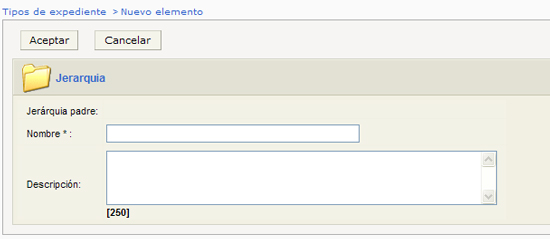 Tipos de expediente > Nuevo elemento
Aceptar Cancelar
Jerarquia
Jerárquia padre:
Nombre * :
Descripción:
[250]